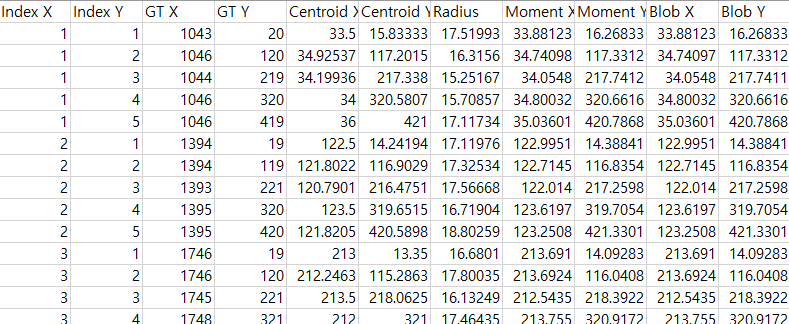 Index X Index Y GT X GT Y Centroid X Centroid Y Radius Moment X Moment Y Blob X Blob Y
1 1 1043 20 33.5 15.83333 17.51993 33.88123 16.26833 33.88123 16.26833
1 2 1046 120 34.92537 117.2015 16.3156 34.74098 117.3312 34.74097 117.3312
1 3 1044 219 34.19936 217.338 15.25167 34.0548 217.7412 34.0548 217.7411
1 4 1046 320 34 320.5807 15.70857 34.80032 320.6616 34.80032 320.6616
1 5 1046 419 36 421 17.11734 35.03601 420.7868 35.03601 420.7868
2 1 1394 19 122.5 14.24194 17.11976 122.9951 14.38841 122.9951 14.38841
2 2 1394 119 121.8022 116.9029 17.32534 122.7145 116.8354 122.7145 116.8354
2 3 1393 221 120.7901 216.4751 17.56668 122.014 217.2598 122.014 217.2598
2 4 1395 320 123.5 319.6515 16.71904 123.6197 319.7054 123.6197 319.7054
2 5 1395 420 121.8205 420.5898 18.80259 123.2508 421.3301 123.2508 421.3301
3 1 1746 19 213 13.35 16.6801 213.691 14.09283 213.691 14.09283
3 2 1746 120 212.2463 115.2863 17.80035 213.6924 116.0408 213.6924 116.0408
3 3 1745 221 213.5 218.0625 16.13249 212.5435 218.3922 212.5435 218.3922
3 4 1748 321 212 321 17.46435 213.755 320.9172 213.755 320.9172